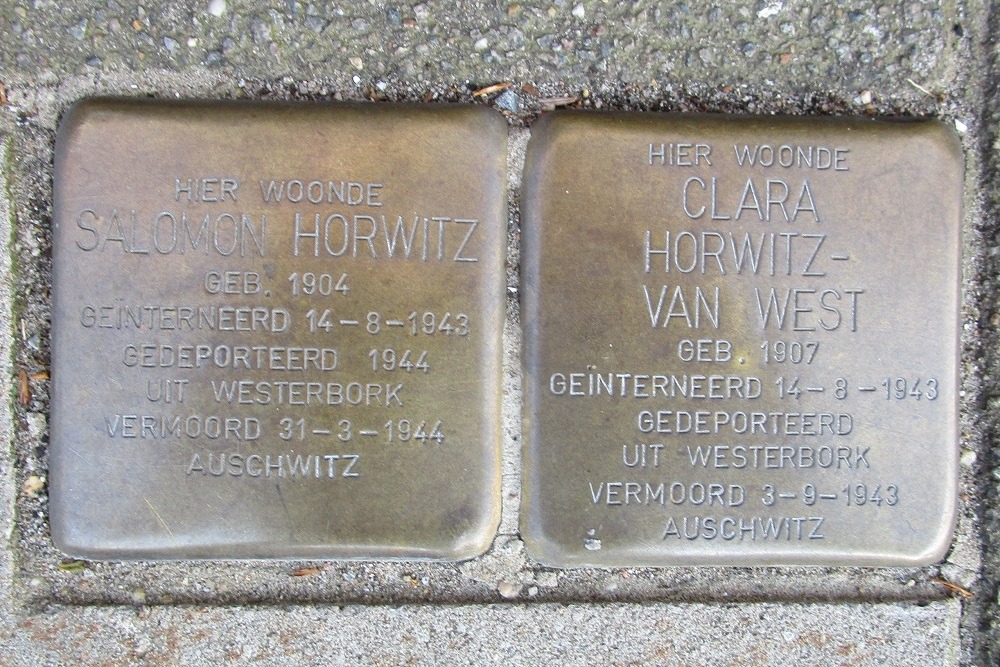 HIER WOONDE
SALOMON HORWITZ
GEB. 1904
GEÏNTERNEERD 14-8-1943
GEDEPORTEERD 1944
UIT WESTERBORK
VERMOORD 31-3-1944
AUSCHWITZ
HIER WOONDE
CLARA
HORWITZ-
VAN WEST
GEB. 1907
GEÏNTERNEERD 14-8-1943
GEDEPORTEERD
UIT WESTERBORK
VERMOORD 3-9-1943
AUSCHWITZ